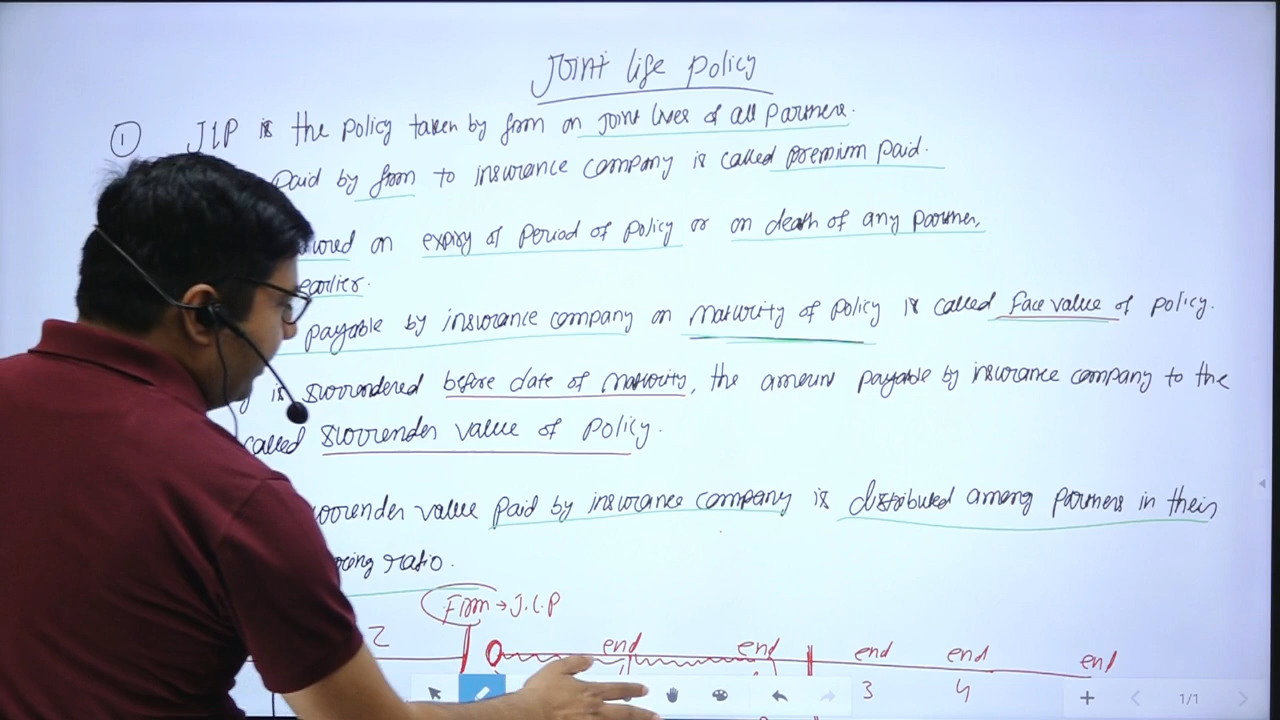 Joint life policy
① JLP is the policy taken by firm on joint lives of all Partners.
Paid by firm to insurance company is called premium paid.
on expiry of period of policy or on death of any partner,
earlier.
payable by insurance company on maturity of policy is called face value of policy.
is surrendered before date of maturity, the amount payable by insurance company to the
called surrender value of policy.
value paid by insurance company is distributed among partners in their
ratio.
Firm → J.L.P
2 end end end end end
3 4
1/1